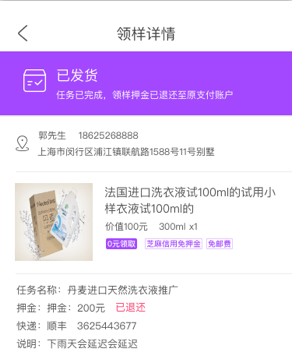 领样详情
已发货
任务已完成，领样押金已退还至原支付账户
郭先生 18625268888
上海市闵行区浦江镇联航路1588号11号别墅
法国进口洗衣液试100ml的试用小
样衣液试100ml的
价值100元 300ml x1
0元领取 芝麻信用免押金 免邮费
任务名称：丹麦进口天然洗衣液推广
押金：押金：200元 已退还
快递：顺丰 3625443677
说明：下雨天会延迟会延迟